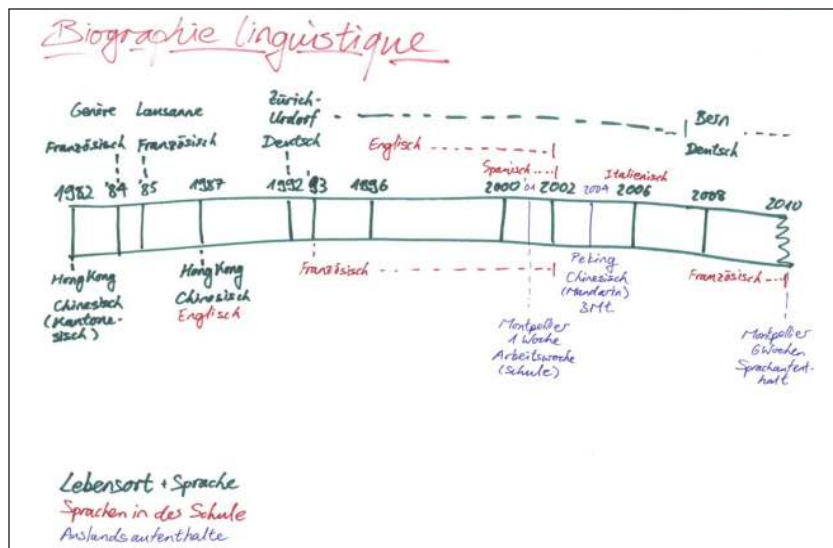 Biographie linguistique
Genève Lausanne Zürich- Bern
Urdorf
Französisch Französisch Deutsch Englisch Deutsch
Spanisch Italienisch
1982 '84 '85 1987 1992 '93 1996 2000 '01 2002 2004 2006 2008 2010
Hong Kong Hong Kong Französisch Peking Französisch
Chinesisch Chinesisch Chinesisch
(Kantone- Englisch (Mandarin)
sisch) 3Mt.
Montpellier Montpellier
1 Woche 6 Wochen
Arbeitswoche Sprachaufent-
(Schule) halt
Lebensort + Sprache
Sprachen in der Schule
Auslandsaufenthalte